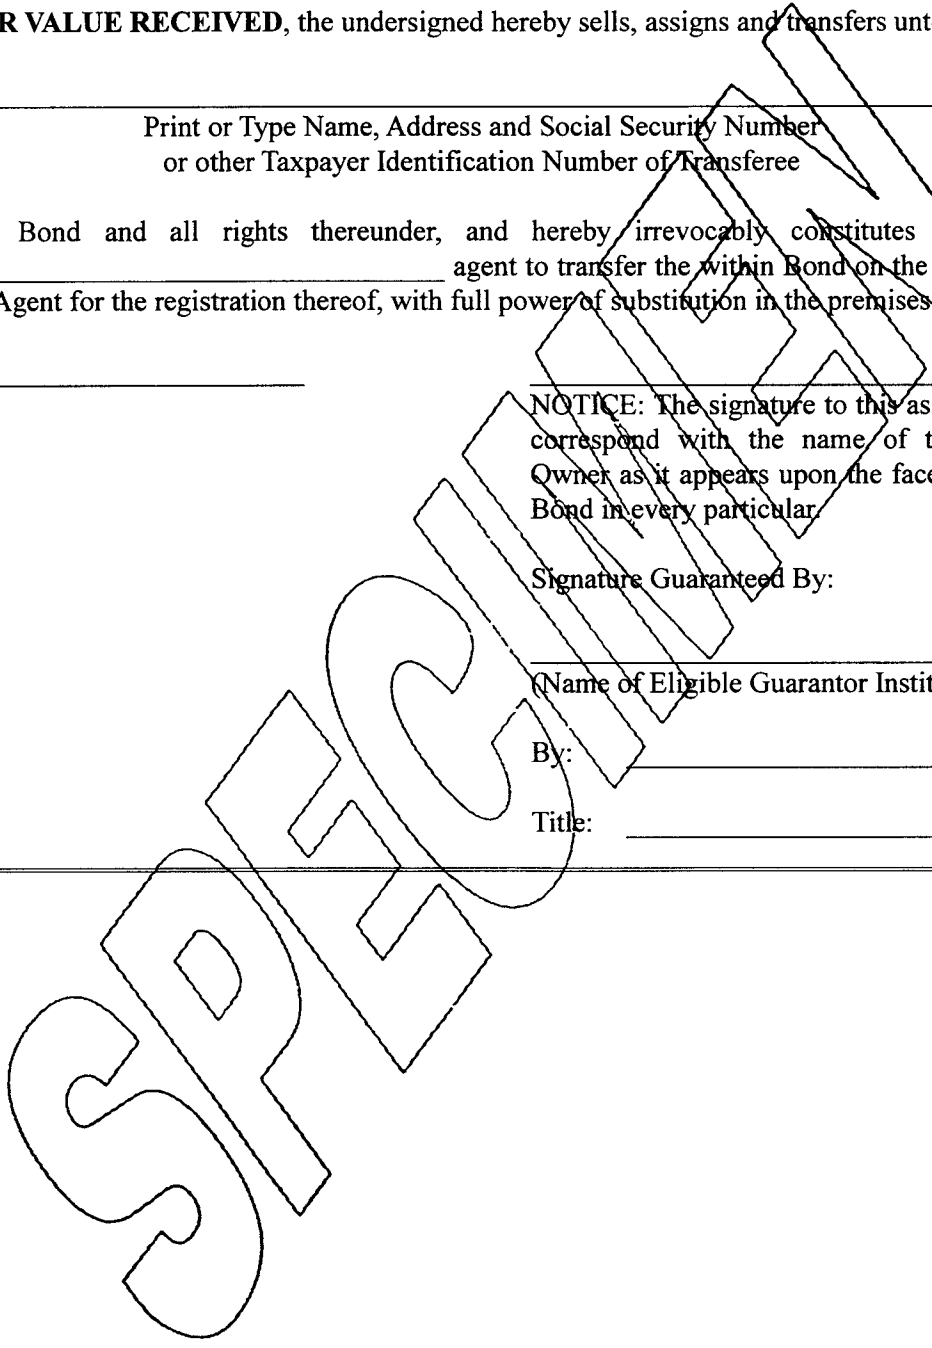 R VALUE RECEIVED, the undersigned hereby sells, assigns and transfers unt
Print or Type Name, Address and Social Security Number
or other Taxpayer Identification Number of Transferee
Bond and all rights thereunder, and hereby irrevocably constitutes
agent to transfer the within Bond on the
Agent for the registration thereof, with full power of substitution in the premises
NOTICE: The signature to this as
correspond with the name of t
Owner as it appears upon the face
Bond in every particular.
Signature Guaranteed By:
(Name of Eligible Guarantor Instit
By:
Title:
SPECIMEN